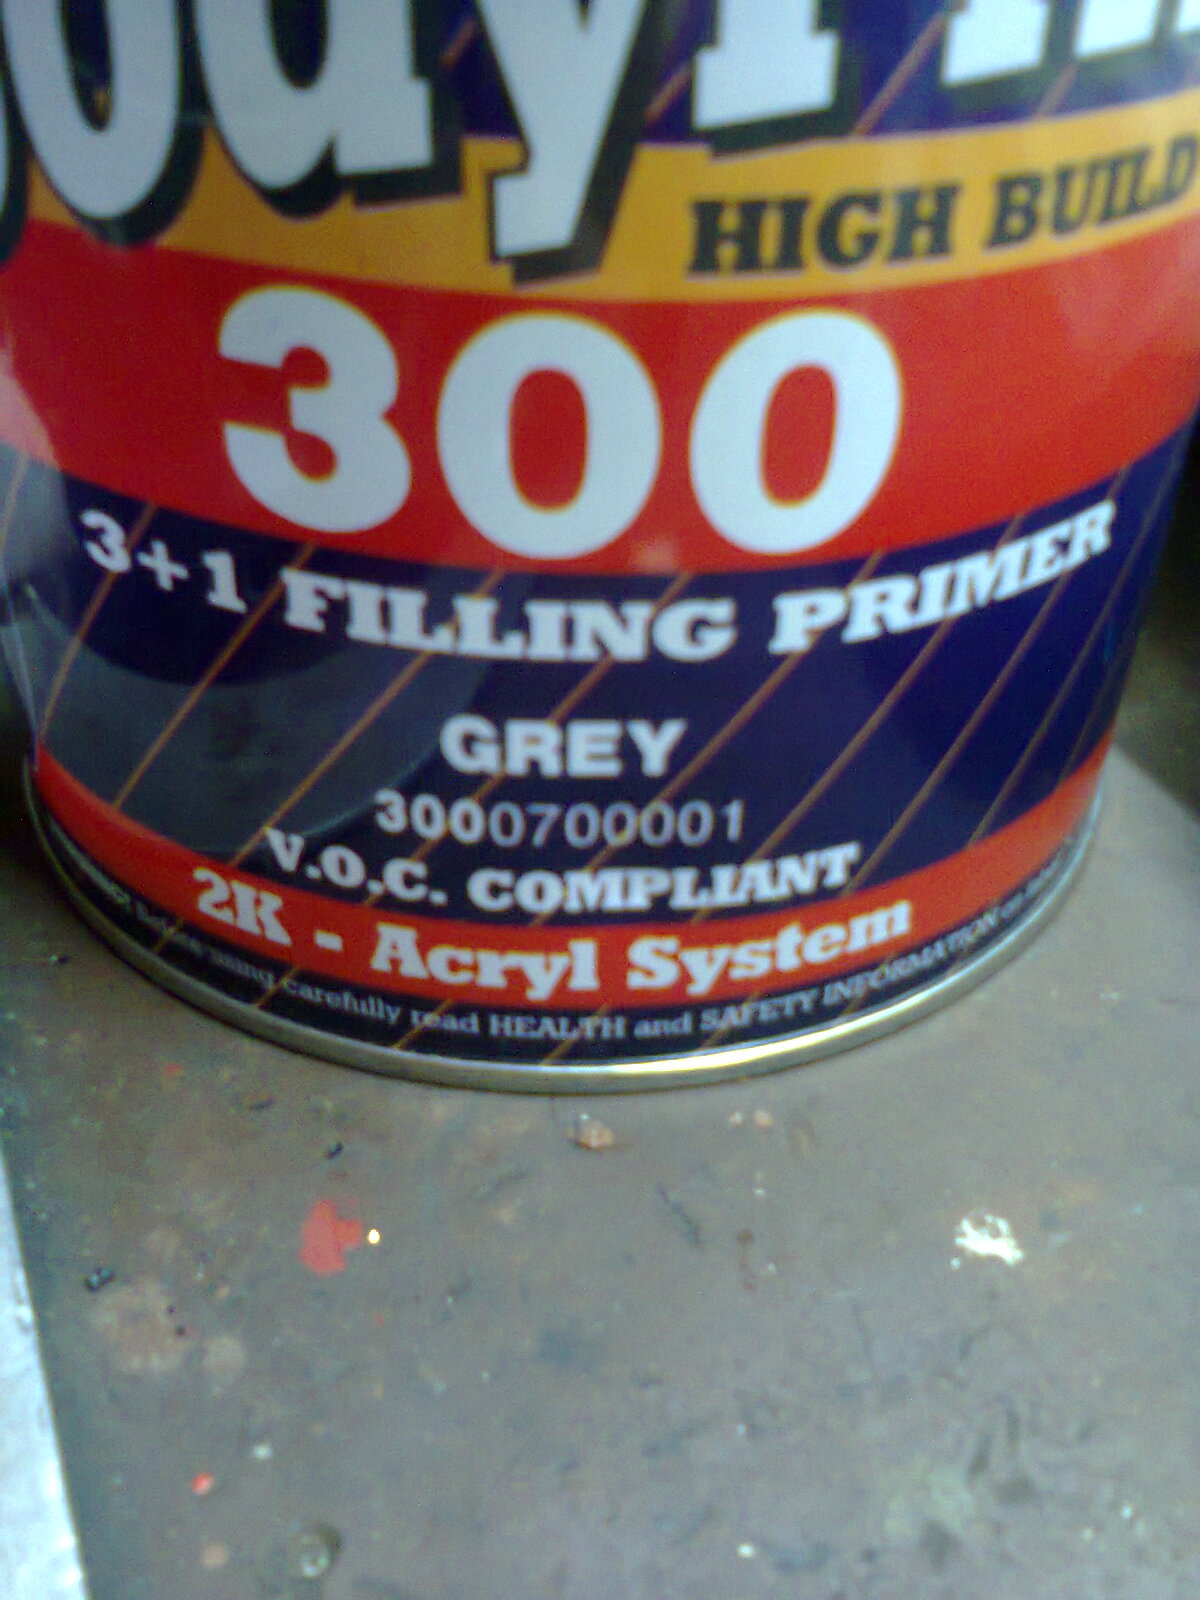 HIGH BUILD
300
3+1 FILLING PRIMER
GREY
3000700001
V.O.C. COMPLIANT
2K - Acryl System
using carefully read HEALTH and SAFETY INFORMATION